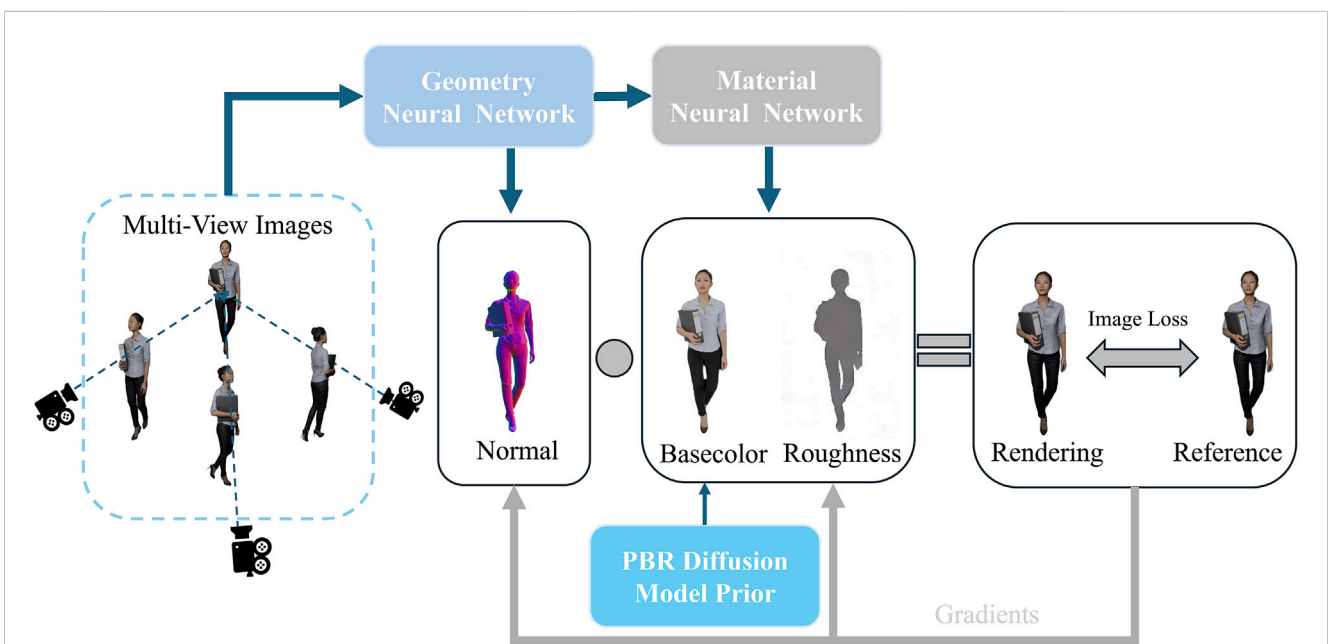 Geometry
Neural Network
Material
Neural Network
Multi-View Images
Normal
Basecolor
Roughness
Image Loss
Rendering
Reference
PBR Diffusion
Model Prior
Gradients